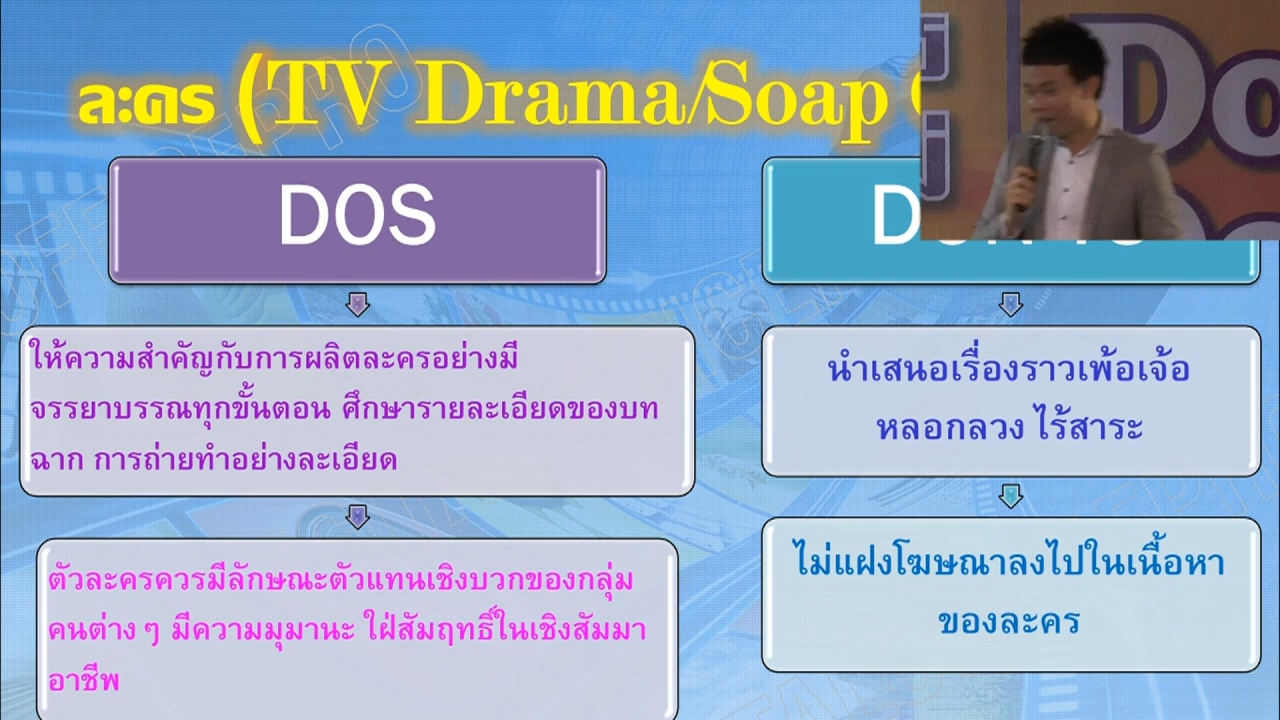 ละคร (TV Drama/Soap
DOS
ให้ความสำคัญกับการผลิตละครอย่างมี
จรรยาบรรณทุกขั้นตอน ศึกษารายละเอียดของบท
ฉาก การถ่ายทำอย่างละเอียด
ตัวละครควรมีลักษณะตัวแทนเชิงบวกของกลุ่ม
คนต่าง ๆ มีความมุมานะ ใฝ่สัมฤทธิ์ในเชิงสัมมา
อาชีพ
นำเสนอเรื่องราวเพ้อเจ้อ
หลอกลวง ไร้สาระ
ไม่แฝงโฆษณาลงไปในเนื้อหา
ของละคร
Do